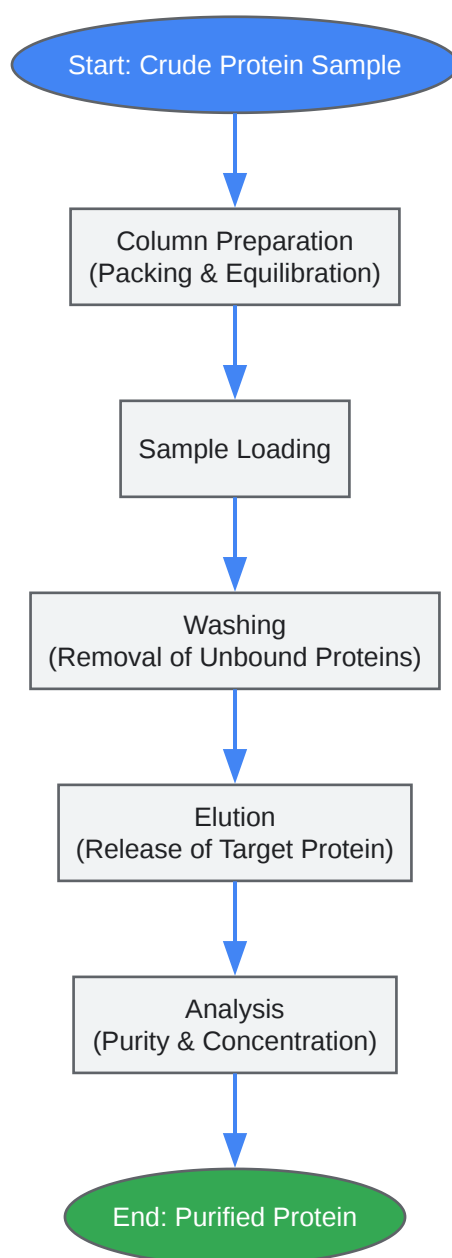 Start: Crude Protein Sample
Column Preparation
(Packing & Equilibration)
Sample Loading
Washing
(Removal of Unbound Proteins)
Elution
(Release of Target Protein)
Analysis
(Purity & Concentration)
End: Purified Protein